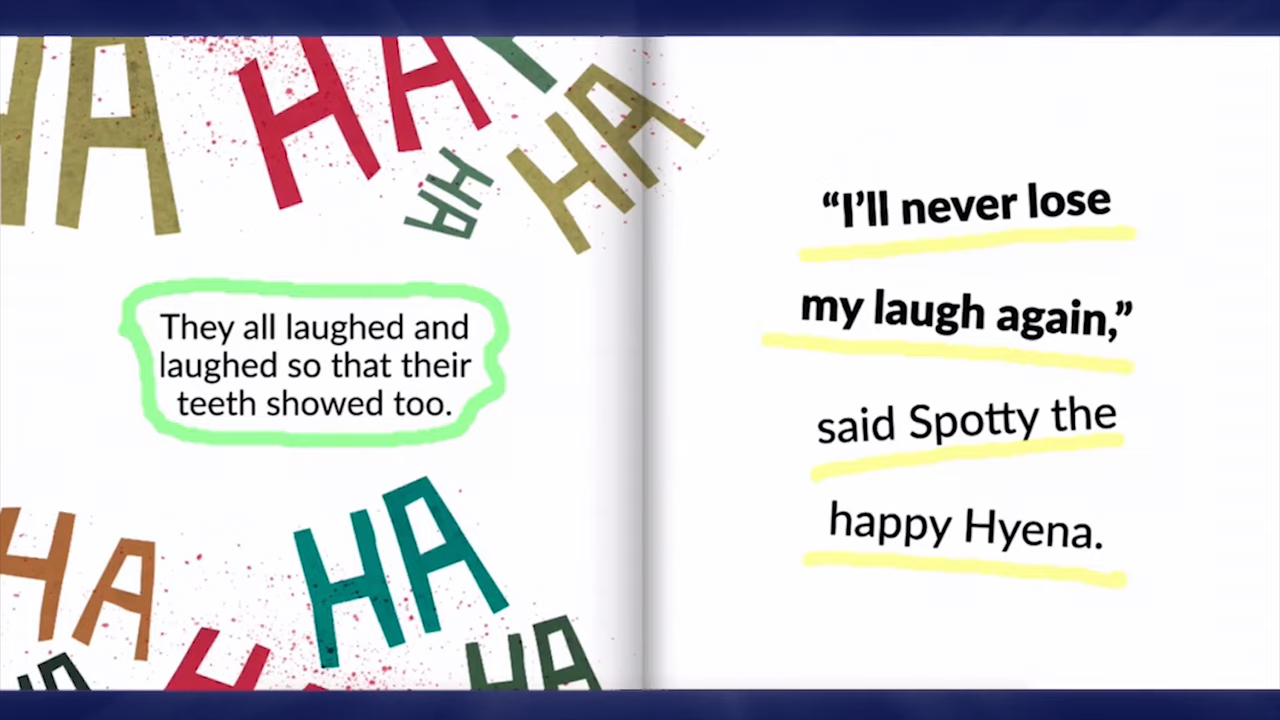 HA
HA
HA
HA
They all laughed and
laughed so that their
teeth showed too.
HA
HA
HA
HA
“I’ll never lose
my laugh again,”
said Spotty the
happy Hyena.